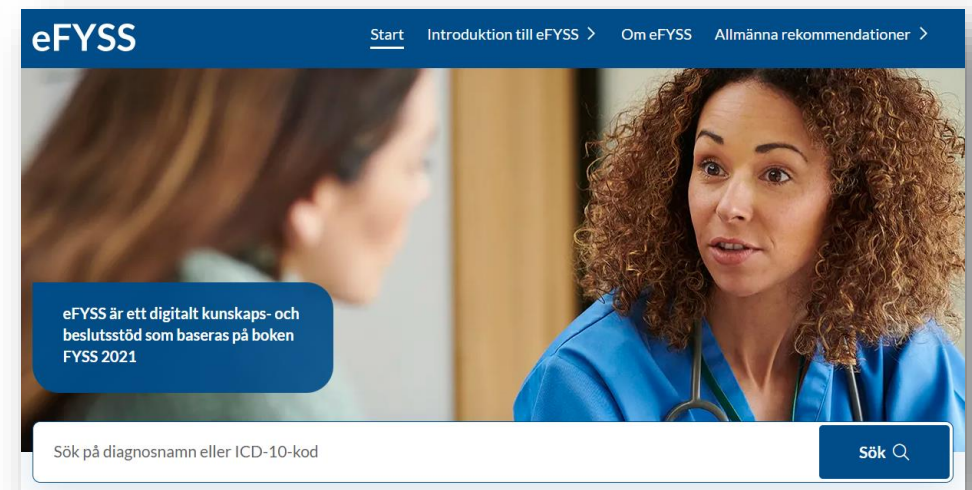 eFYSS
Start Introduktion till eFYSS > Om eFYSS Allmänna rekommendationer >
eFYSS är ett digitalt kunskaps- och
beslutsstöd som baseras på boken
FYSS 2021
Sök på diagnosnamn eller ICD-10-kod
Sök